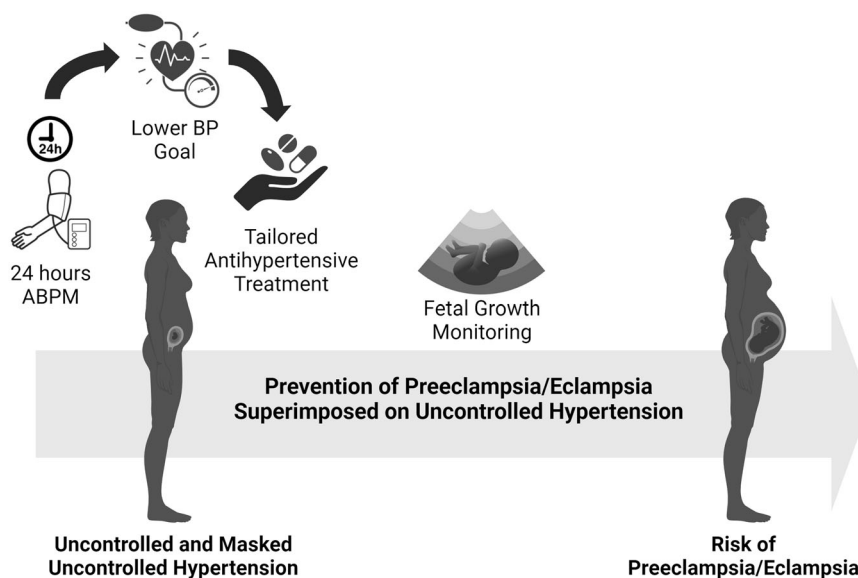 24h
24 hours
ABPM
Lower BP
Goal
Tailored
Antihypertensive
Treatment
Fetal Growth
Monitoring
Prevention of Preeclampsia/Eclampsia
Superimposed on Uncontrolled Hypertension
Uncontrolled and Masked
Uncontrolled Hypertension
Risk of
Preeclampsia/Eclampsia